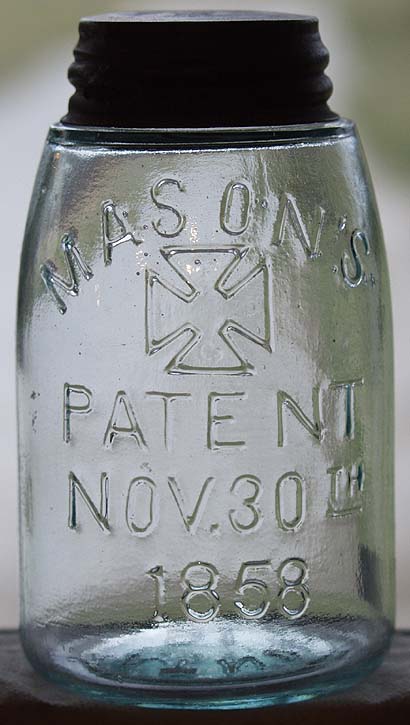 MASON'S
PATENT
NOV. 30TH
1858